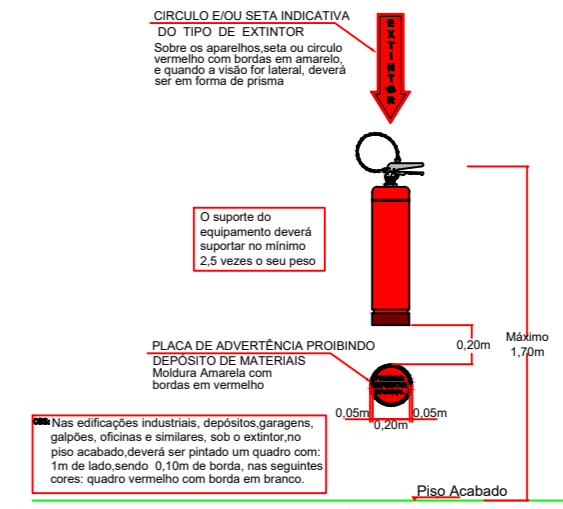 CIRCULO E/OU SETA INDICATIVA
DO TIPO DE EXTINTOR
Sobre os aparelhos,seta ou circulo
vermelho com bordas em amarelo,
e quando a visão for lateral, deverá
ser em forma de prisma
EXTINTOR
O suporte do
equipamento deverá
suportar no mínimo
2,5 vezes o seu peso
PLACA DE ADVERTÊNCIA PROIBINDO
DEPÓSITO DE MATERIAIS
Moldura Amarela com
bordas em vermelho
0,20m
Máximo
1,70m
0,05m
0,05m
0,20m
OBS: Nas edificações industriais, depósitos,garagens,
galpões, oficinas e similares, sob o extintor,no
piso acabado,deverá ser pintado um quadro com:
1m de lado,sendo 0,10m de borda, nas seguintes
cores: quadro vermelho com borda em branco.
Piso Acabado